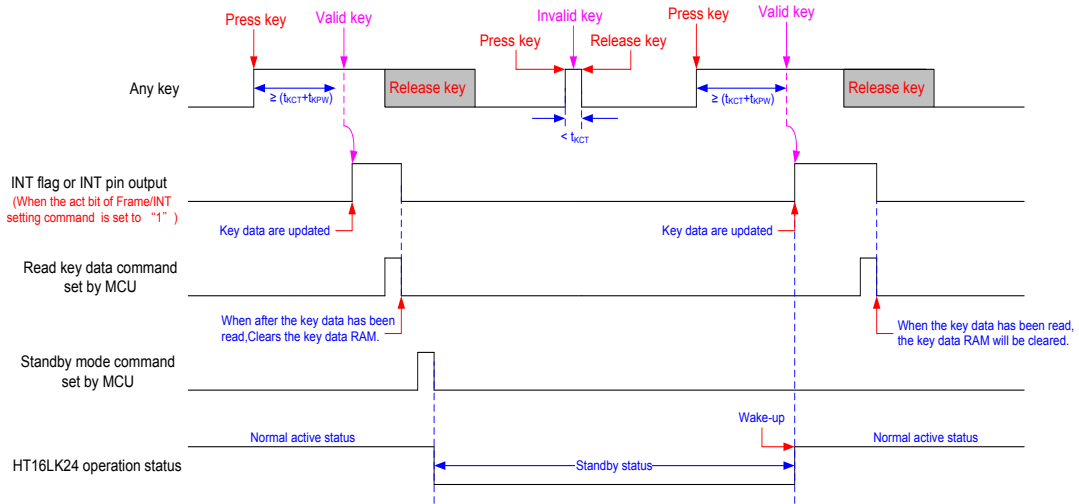 Press key
Valid key
Invalid key
Press key
Valid key
Press key
Release key
Any key
Release key
Release key
≥ (tKCT+tKPW)
≥ (tKCT+tKPW)
< tKCT
INT flag or INT pin output
(When the act bit of Frame/INT
setting command is set to “1” )
Key data are updated
Key data are updated
Read key data command
set by MCU
When after the key data has been
read,Clears the key data RAM.
When the key data has been read,
the key data RAM will be cleared.
Standby mode command
set by MCU
Wake-up
Normal active status
Normal active status
HT16LK24 operation status
Standby status